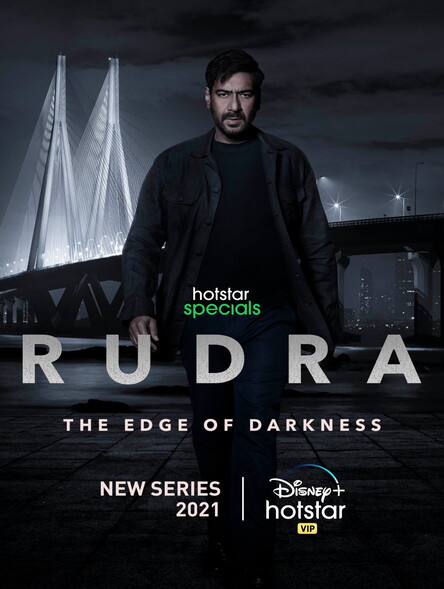 hotstar
specials
RUDRA
THE EDGE OF DARKNESS
NEW SERIES
2021
Disney+
hotstar
VIP